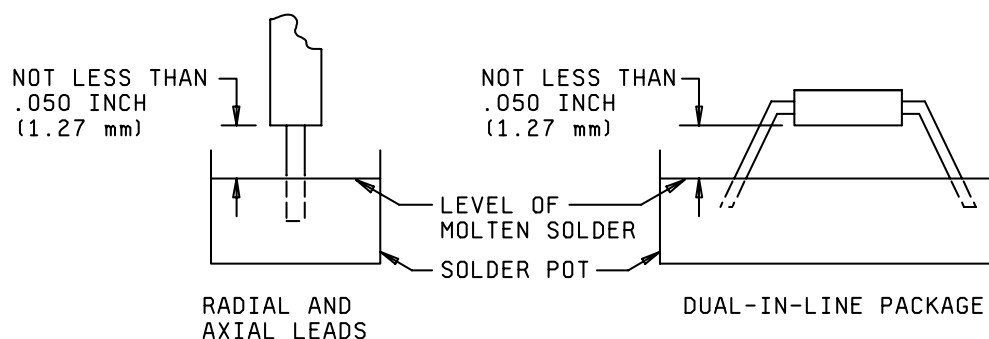 NOT LESS THAN
.050 INCH
(1.27 mm)
NOT LESS THAN
.050 INCH
(1.27 mm)
LEVEL OF
MOLTEN SOLDER
SOLDER POT
RADIAL AND
AXIAL LEADS
DUAL-IN-LINE PACKAGE